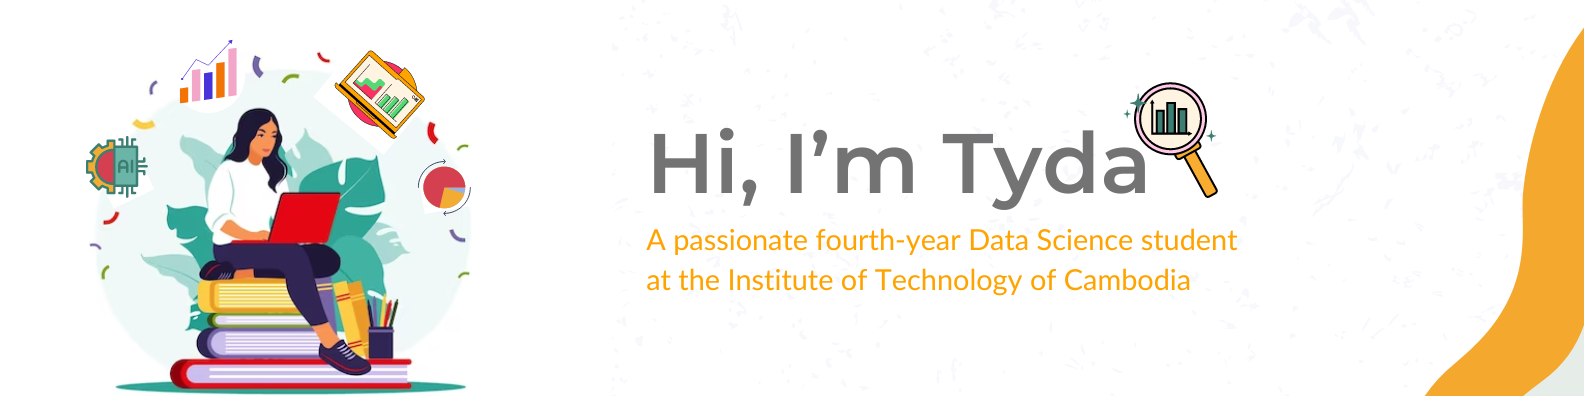 AI
Hi, I’m Tyda
A passionate fourth-year Data Science student
at the Institute of Technology of Cambodia